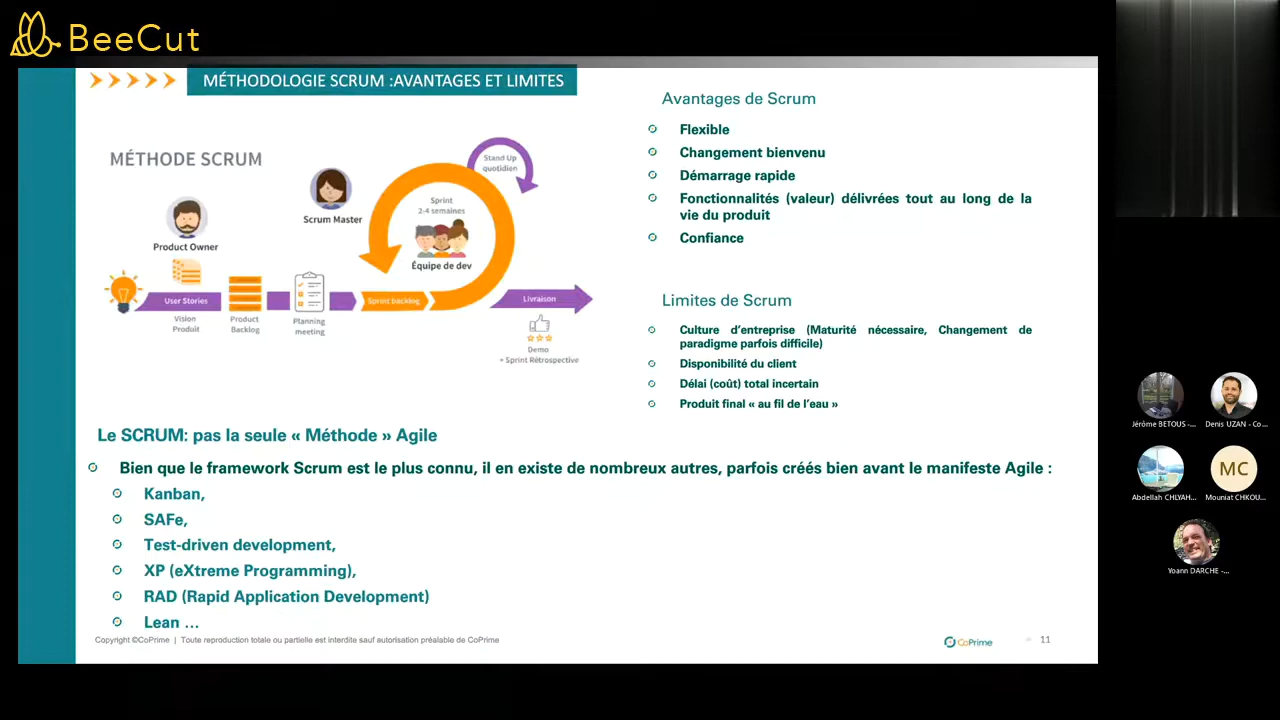 BeeCut
MÉTHODOLOGIE SCRUM :AVANTAGES ET LIMITES
MÉTHODE SCRUM
Product Owner
Scrum Master
Stand Up
quotidien
Sprint
2-4 semaines
Équipe de dev
User Stories
Sprint backlog
Livraison
Vision
Produit
Product
Backlog
Planning
meeting
Demo
+ Sprint Rétrospective
Avantages de Scrum
Flexible
Changement bienvenu
Démarrage rapide
Fonctionnalités (valeur) délivrées tout au long de la
vie du produit
Confiance
Limites de Scrum
Culture d’entreprise (Maturité nécessaire, Changement de
paradigme parfois difficile)
Disponibilité du client
Délai (coût) total incertain
Produit final « au fil de l’eau »
Le SCRUM: pas la seule « Méthode » Agile
Bien que le framework Scrum est le plus connu, il en existe de nombreux autres, parfois créés bien avant le manifeste Agile :
Kanban,
SAFe,
Test-driven development,
XP (eXtreme Programming),
RAD (Rapid Application Development)
Lean …
Copyright ©CoPrime | Toute reproduction totale ou partielle est interdite sauf autorisation préalable de CoPrime
CoPrime
11
Jérôme BETOUS -...
Denis UZAN - Co...
Abdellah CHLYAH...
MC
Mouniat CHKOU...
Yoann DARCHE -...